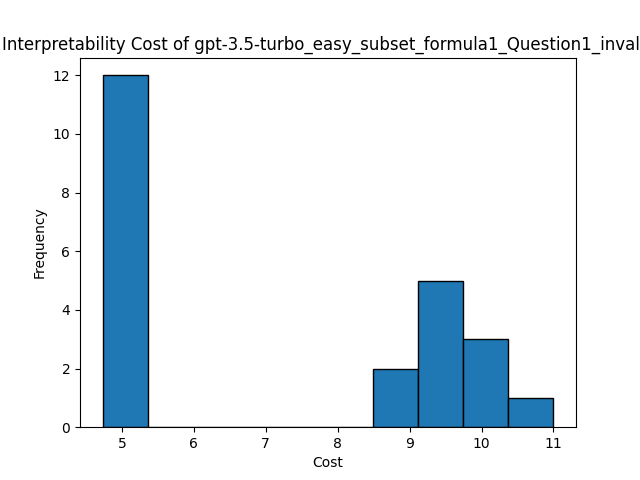 Interpretability Cost of gpt-3.5-turbo_easy_subset_formula1_Question1_inval
12
10
8
6
4
2
0
Frequency
5 6 7 8 9 10 11
Cost